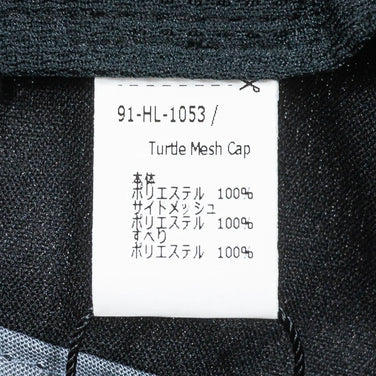 91-HL-1053 /
Turtle Mesh Cap
本体
ポリエステル 100%
サイトメッシュ
ポリエステル 100%
すべり
ポリエステル 100%